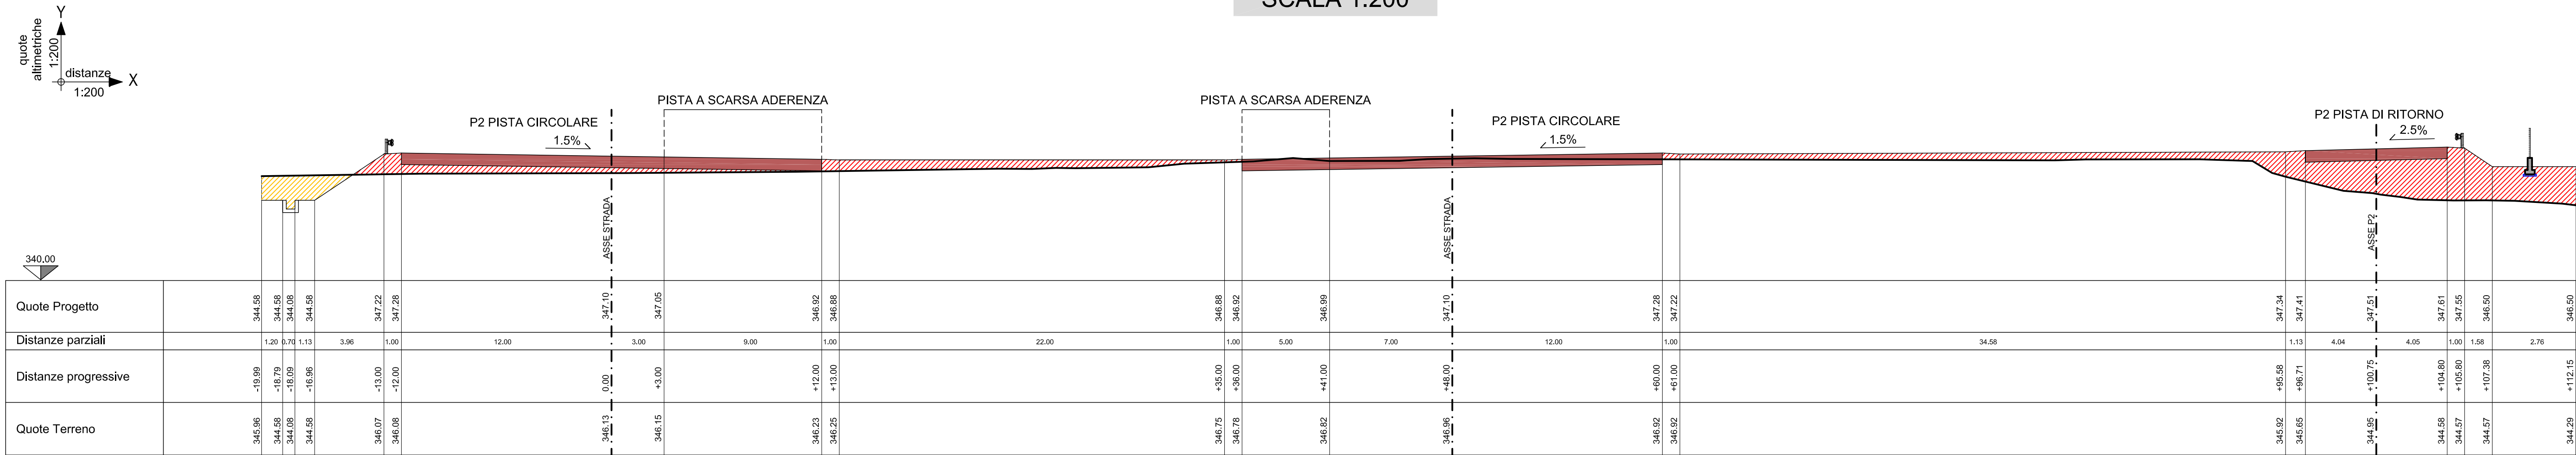 SCALA 1:200
Y
quote
altimetriche
1:200
distanze
X
1:200
PISTA A SCARSA ADERENZA
PISTA A SCARSA ADERENZA
P2 PISTA CIRCOLARE
1.5%
P2 PISTA CIRCOLARE
1.5%
P2 PISTA DI RITORNO
2.5%
ASSE STRADA
ASSE STRADA
ASSE P2
340.00
Quote Progetto
344.58 344.58 344.08 344.58 347.22 347.28 347.10 347.05 346.92 346.88 346.88 346.92 346.99 347.10 347.28 347.22 347.34 347.41 347.51 347.61 347.55 346.50 346.50
Distanze parziali
1.20 0.70 1.13 3.96 1.00 12.00 3.00 9.00 1.00 22.00 1.00 5.00 7.00 12.00 1.00 34.58 1.13 4.04 4.05 1.00 1.58 2.76
Distanze progressive
-19.99 -18.79 -18.09 -16.96 -13.00 -12.00 0.00 +3.00 +12.00 +13.00 +35.00 +36.00 +41.00 +48.00 +60.00 +61.00 +95.58 +96.71 +100.75 +104.80 +105.80 +107.38 +112.15
Quote Terreno
345.96 344.58 344.08 344.58 346.07 346.08 346.13 346.15 346.23 346.25 346.75 346.78 346.82 346.96 346.92 346.92 345.92 345.65 344.95 344.58 344.57 344.57 344.29